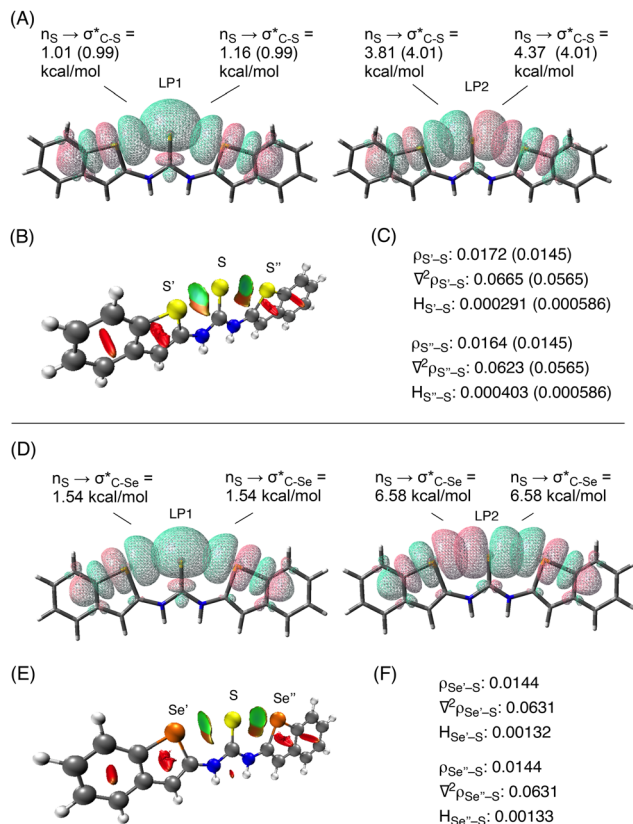 (A)
n_S → σ*_C-S =
1.01 (0.99)
kcal/mol
n_S → σ*_C-S =
1.16 (0.99)
kcal/mol
LP1
n_S → σ*_C-S =
3.81 (4.01)
kcal/mol
n_S → σ*_C-S =
4.37 (4.01)
kcal/mol
LP2
(B)
S' S S''
(C)
ρ_S'–S: 0.0172 (0.0145)
∇²ρ_S'–S: 0.0665 (0.0565)
H_S'–S: 0.000291 (0.000586)
ρ_S''–S: 0.0164 (0.0145)
∇²ρ_S''–S: 0.0623 (0.0565)
H_S''–S: 0.000403 (0.000586)
(D)
n_S → σ*_C-Se =
1.54 kcal/mol
n_S → σ*_C-Se =
1.54 kcal/mol
LP1
n_S → σ*_C-Se =
6.58 kcal/mol
n_S → σ*_C-Se =
6.58 kcal/mol
LP2
(E)
Se' S Se''
(F)
ρ_Se'–S: 0.0144
∇²ρ_Se'–S: 0.0631
H_Se'–S: 0.00132
ρ_Se''–S: 0.0144
∇²ρ_Se''–S: 0.0631
H_Se''–S: 0.00133